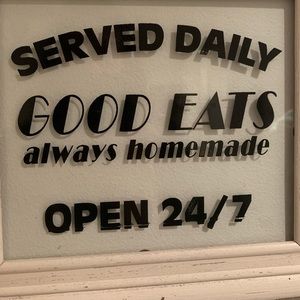 SERVED DAILY
GOOD EATS
always homemade
OPEN 24/7